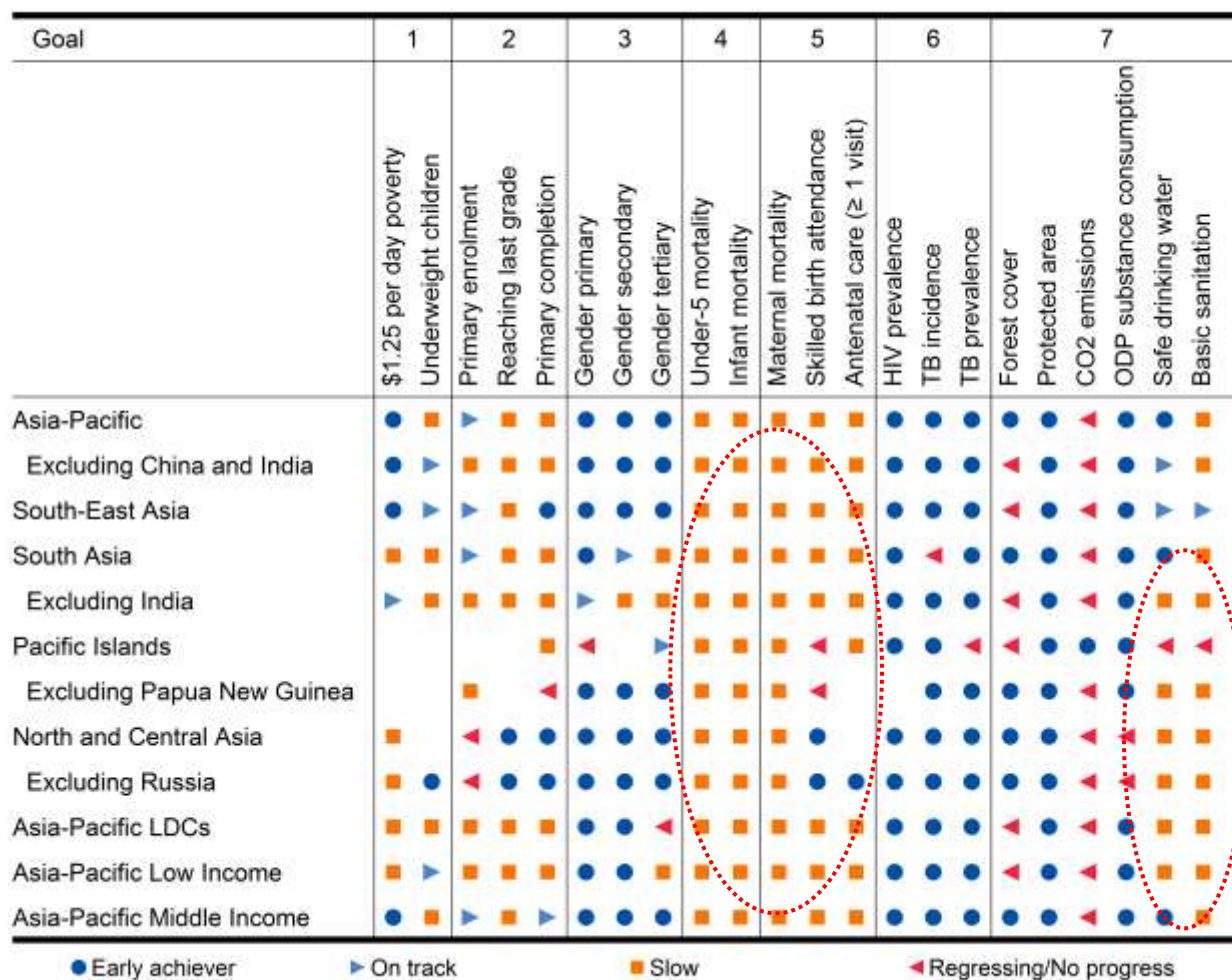 Goal 1 2 3 4 5 6 7
$1.25 per day poverty
Underweight children
Primary enrolment
Reaching last grade
Primary completion
Gender primary
Gender secondary
Gender tertiary
Under-5 mortality
Infant mortality
Maternal mortality
Skilled birth attendance
Antenatal care (≥ 1 visit)
HIV prevalence
TB incidence
TB prevalence
Forest cover
Protected area
CO2 emissions
ODP substance consumption
Safe drinking water
Basic sanitation
Asia-Pacific
Excluding China and India
South-East Asia
South Asia
Excluding India
Pacific Islands
Excluding Papua New Guinea
North and Central Asia
Excluding Russia
Asia-Pacific LDCs
Asia-Pacific Low Income
Asia-Pacific Middle Income
Early achiever On track Slow Regressing/No progress